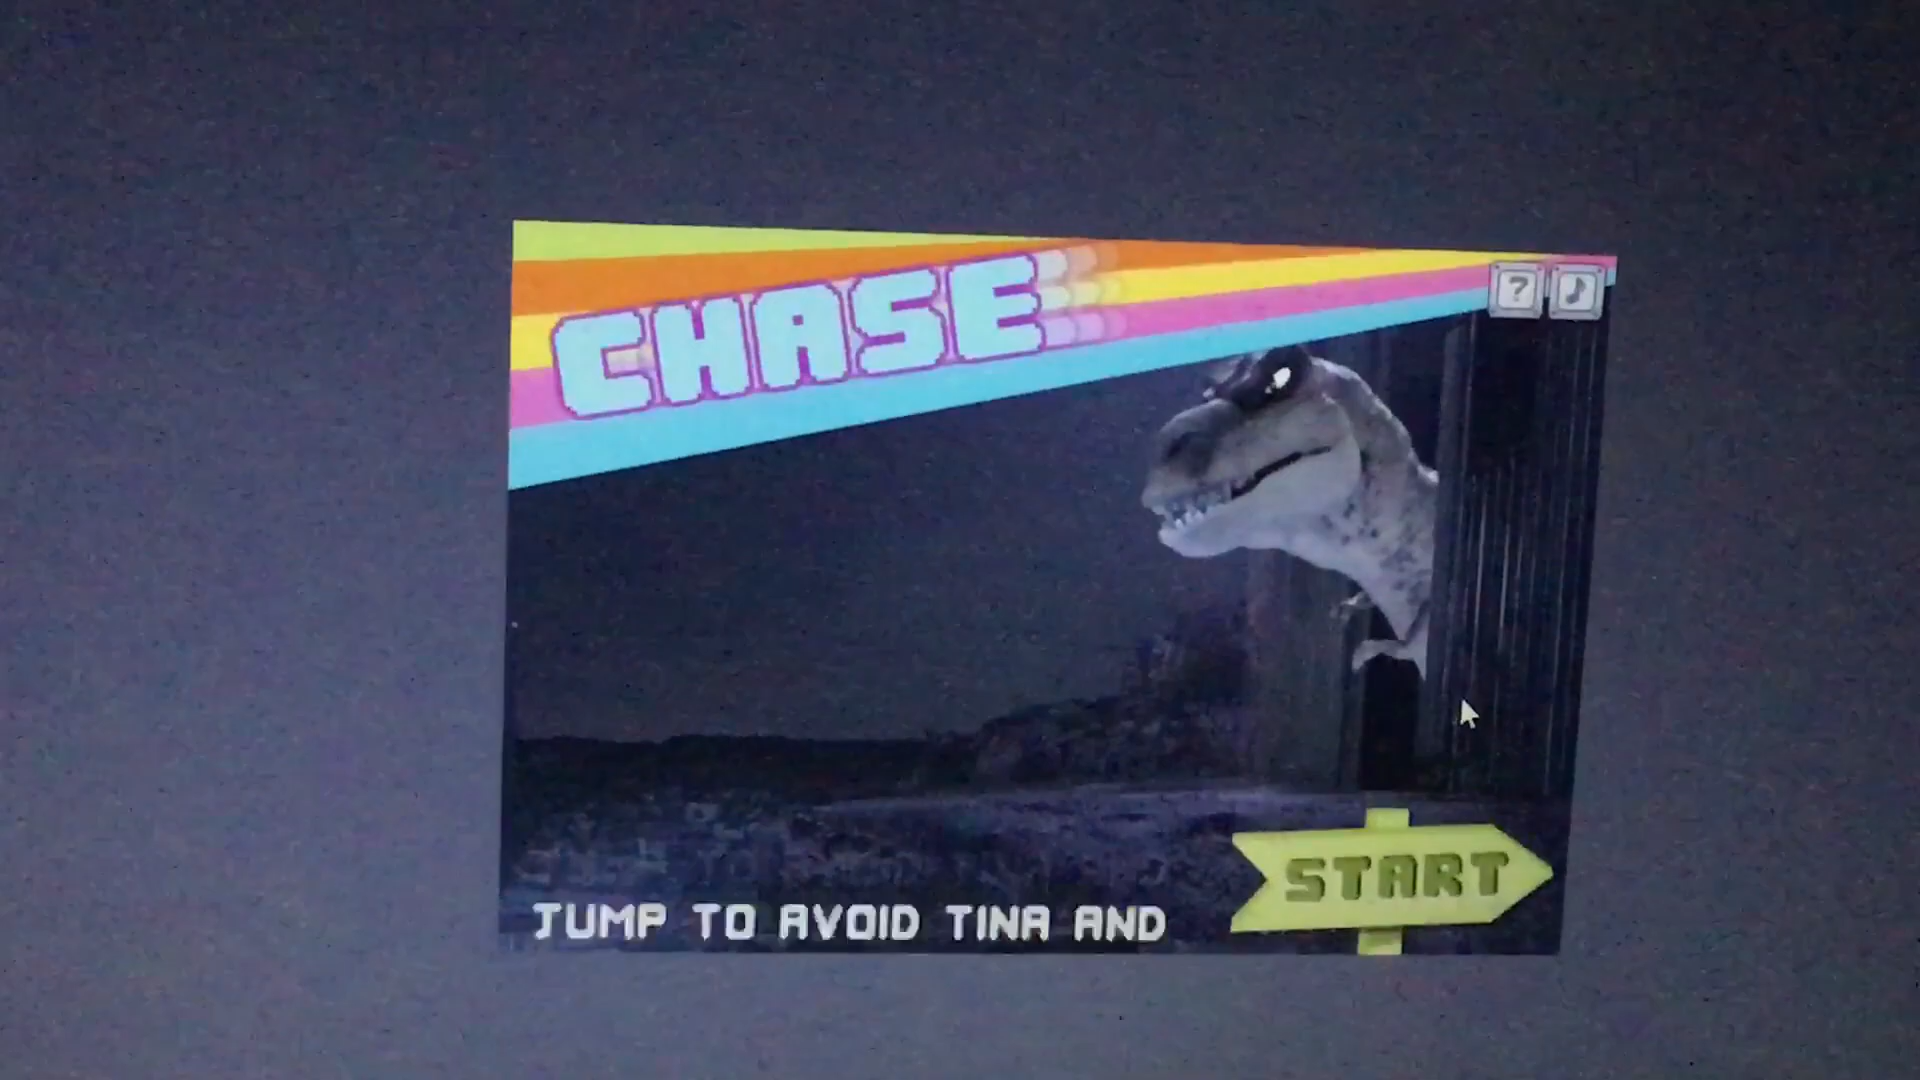 CHASE
?
START
JUMP TO AVOID TINA AND